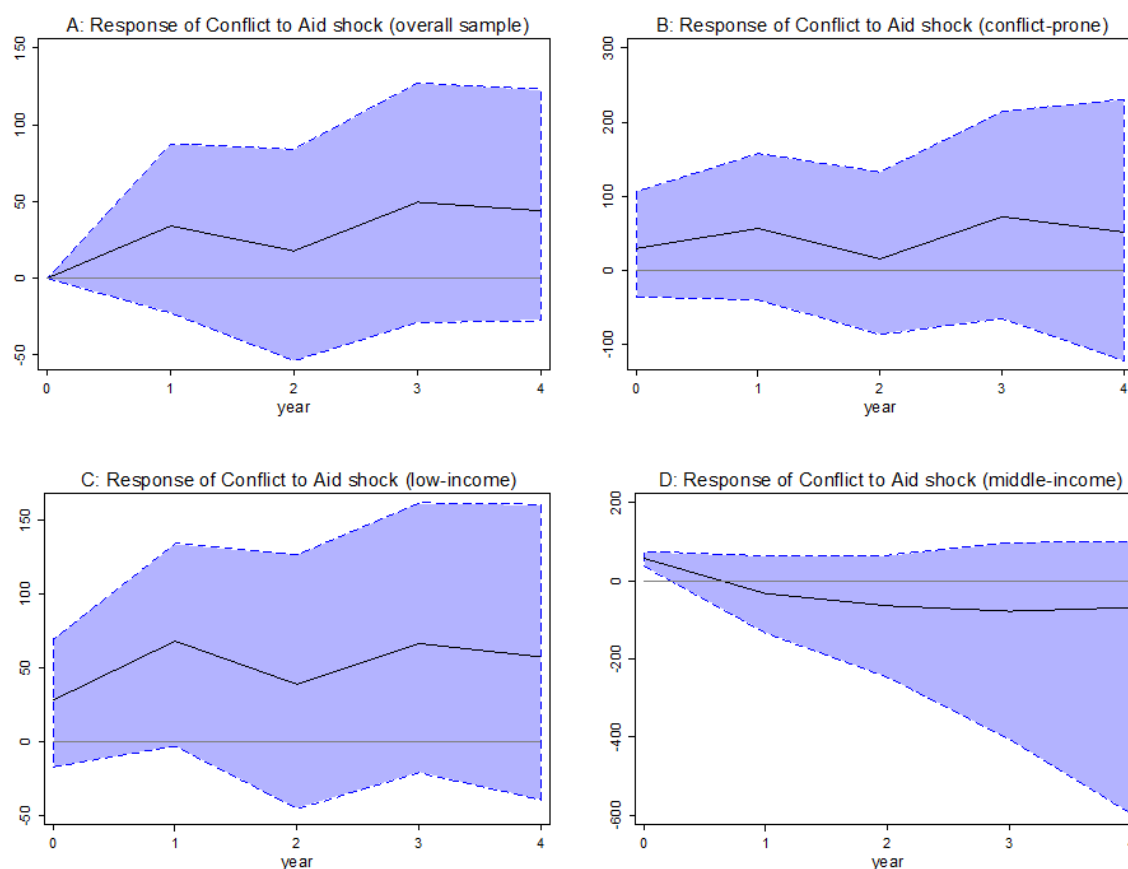 A: Response of Conflict to Aid shock (overall sample)
150
100
50
0
-50
0 1 2 3 4
year
B: Response of Conflict to Aid shock (conflict-prone)
300
200
100
0
-100
0 1 2 3 4
year
C: Response of Conflict to Aid shock (low-income)
150
100
50
0
-50
0 1 2 3 4
year
D: Response of Conflict to Aid shock (middle-income)
200
0
-200
-400
-600
0 1 2 3
year